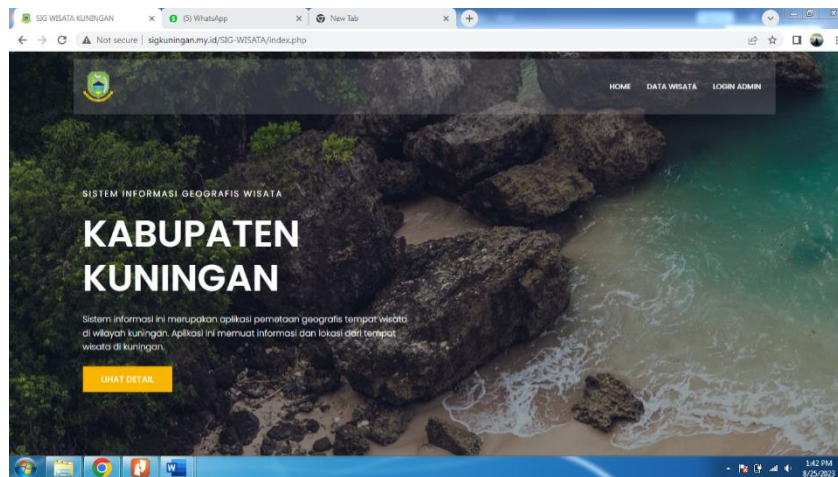 SIG WISATA KUNINGAN
(5) WhatsApp
New Tab
Not secure | sigkuningan.my.id/SIG-WISATA/index.php
HOME DATA WISATA LOGIN ADMIN
SISTEM INFORMASI GEOGRAFIS WISATA
KABUPATEN
KUNINGAN
Sistem informasi ini merupakan aplikasi pemetaan geografis tempat wisata
di wilayah kuningan. Aplikasi ini memuat informasi dan lokasi dari tempat
wisata di kuningan.
LIHAT DETAIL
1:42 PM
8/25/2023